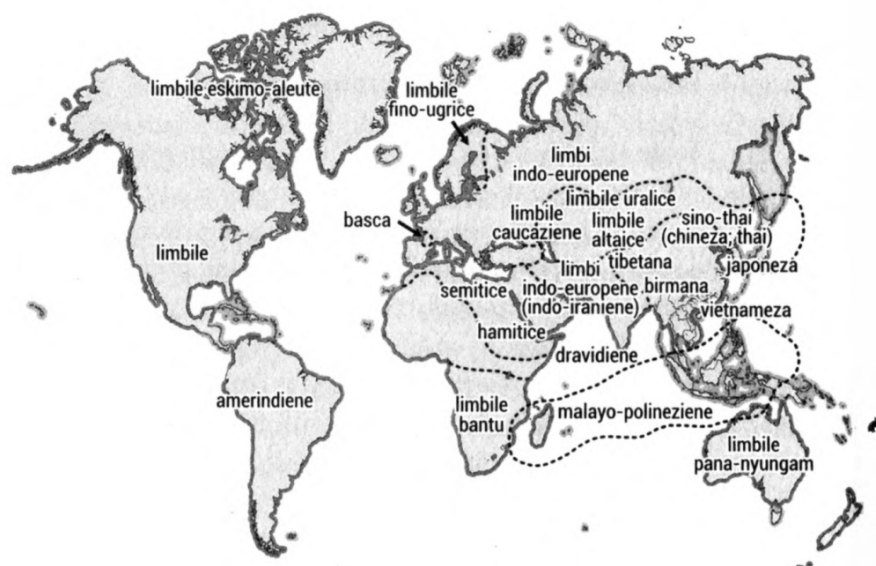 limbile eskimo-aleute
limbile
fino-ugrice
limbi
indo-europene
limbile uralice
basca
limbile
caucaziene
limbile
altaice
sino-thai
(chineza; thai)
limbile
tibetana
japoneza
semitice
limbi
indo-europene
(indo-iraniene)
birmana
vietnameza
hamitice
dravidiene
amerindiene
limbile
bantu
malayo-polineziene
limbile
pana-nyungam